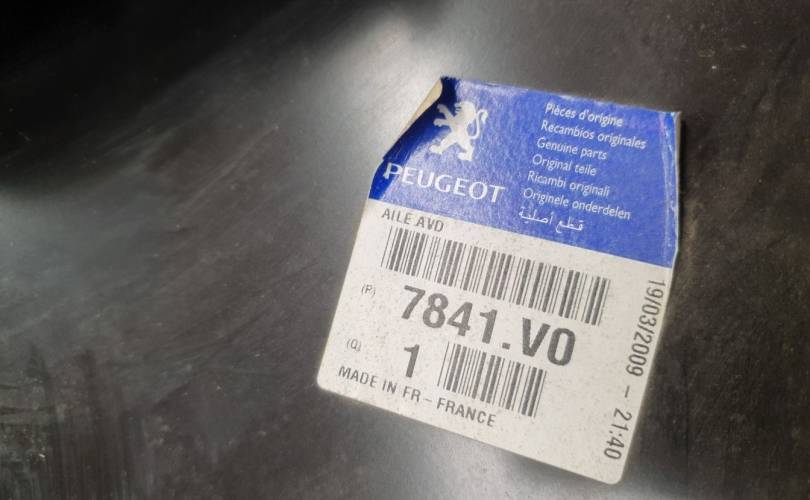 PEUGEOT
Pièces d'origine
Recambios originales
Genuine parts
Original teile
Ricambi originali
Originele onderdelen
قطع أصلية
AILE AVD
(P) 7841.V0
(Q) 1
MADE IN FR - FRANCE
19/03/2009 - 21:40